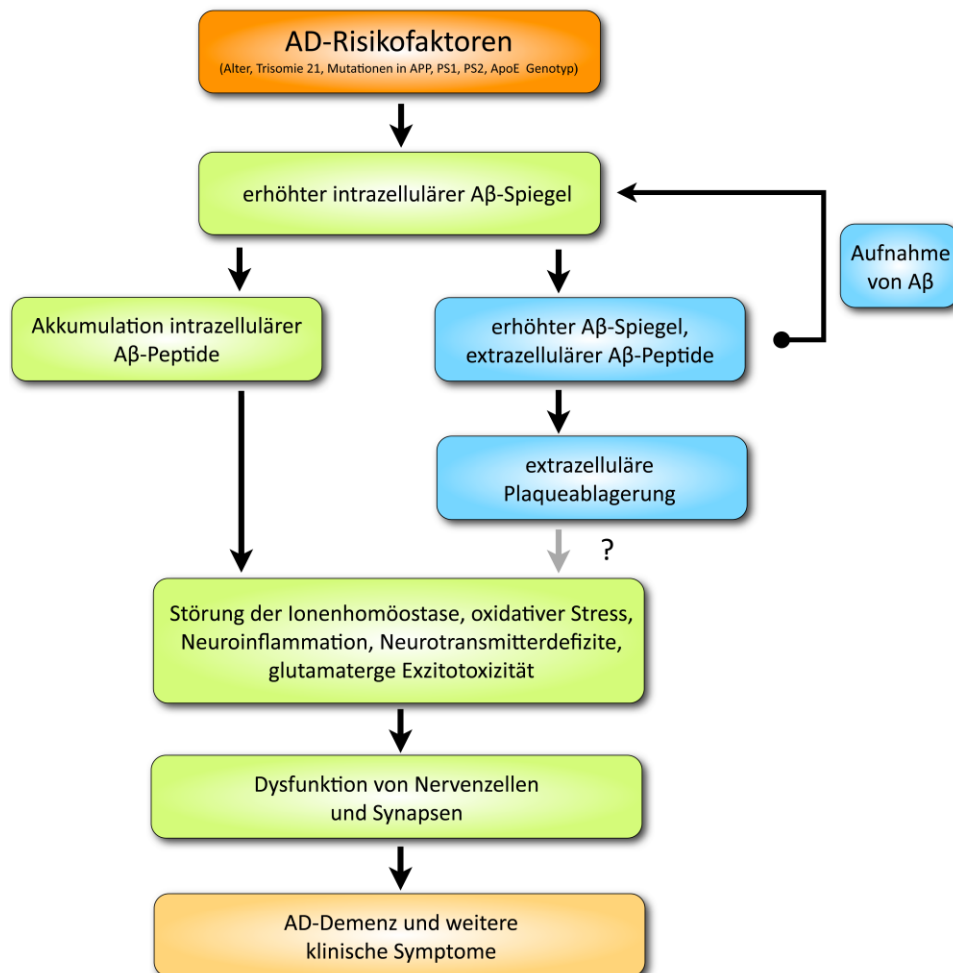 AD-Risikofaktoren
(Alter, Trisomie 21, Mutationen in APP, PS1, PS2, ApoE Genotyp)
erhöhter intrazellulärer Aβ-Spiegel
Aufnahme
von Aβ
Akkumulation intrazellulärer
Aβ-Peptide
erhöhter Aβ-Spiegel,
extrazellulärer Aβ-Peptide
extrazelluläre
Plaqueablagerung
?
Störung der Ionenhomöostase, oxidativer Stress,
Neuroinflammation, Neurotransmitterdefizite,
glutamaterge Exzitotoxizität
Dysfunktion von Nervenzellen
und Synapsen
AD-Demenz und weitere
klinische Symptome